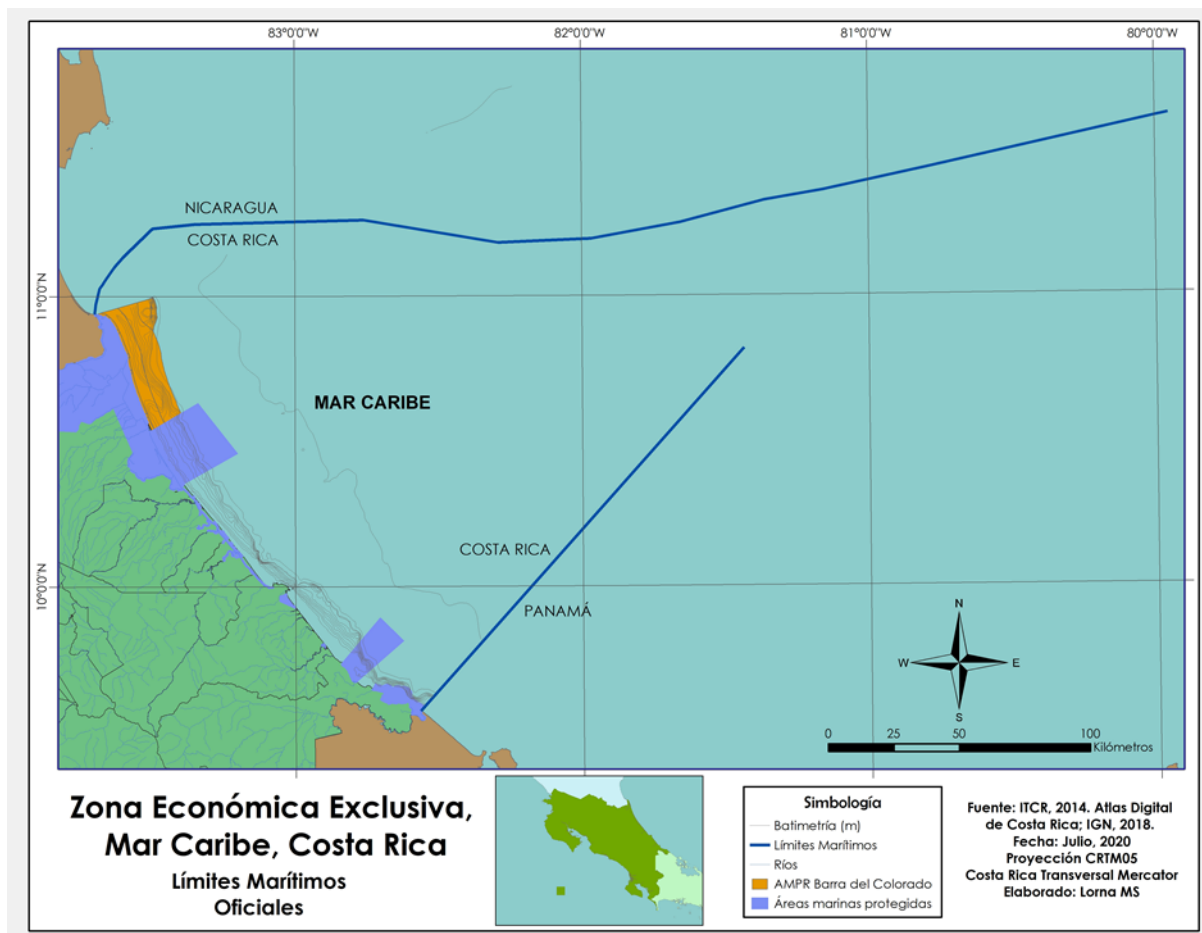 83°0'0"W
82°0'0"W
81°0'0"W
80°0'0"W
NICARAGUA
COSTA RICA
11°0'0"N
MAR CARIBE
COSTA RICA
10°0'0"N
PANAMÁ
N
W
E
S
0
25
50
100
Kilómetros
Zona Económica Exclusiva,
Mar Caribe, Costa Rica
Límites Marítimos
Oficiales
Simbología
Batimetría (m)
Límites Marítimos
Ríos
AMPR Barra del Colorado
Áreas marinas protegidas
Fuente: ITCR, 2014. Atlas Digital
de Costa Rica; IGN, 2018.
Fecha: Julio, 2020
Proyección CRTM05
Costa Rica Transversal Mercator
Elaborado: Lorna MS